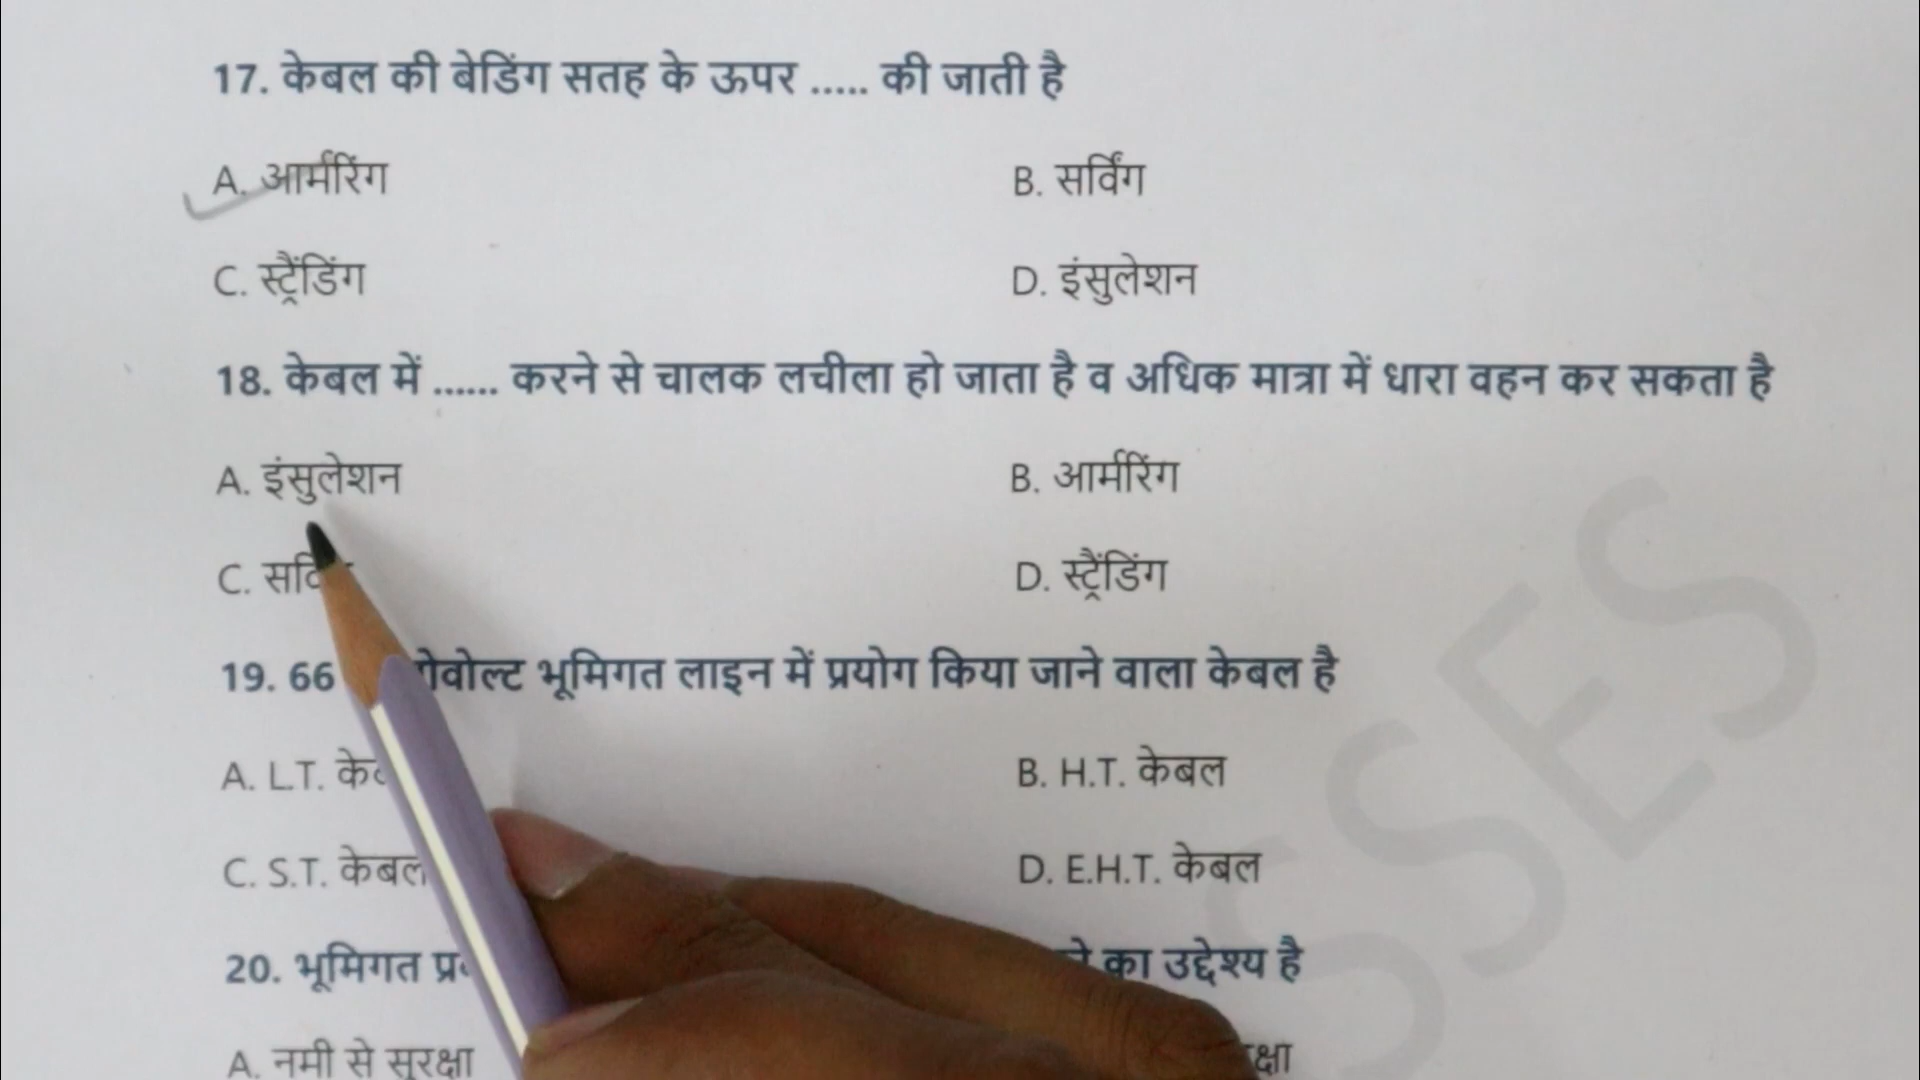 17. केबल की बेडिंग सतह के ऊपर ..... की जाती है
A. आर्मरिंग B. सर्विंग
C. स्ट्रैंडिंग D. इंसुलेशन
18. केबल में ...... करने से चालक लचीला हो जाता है व अधिक मात्रा में धारा वहन कर सकता है
A. इंसुलेशन B. आर्मरिंग
C. D. स्ट्रैंडिंग
19. 66 भूमिगत लाइन में प्रयोग किया जाने वाला केबल है
A. L.T. B. H.T. केबल
C. S.T. केबल D. E.H.T. केबल
20. भूमिगत का उद्देश्य है
A. नमी से सुरक्षा
SSES